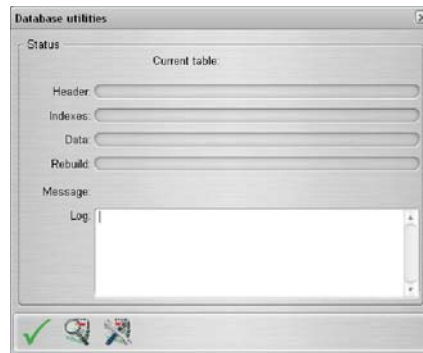 Database utilities
Status
Current table:
Header:
Indexes:
Data:
Rebuild:
Message:
Log: